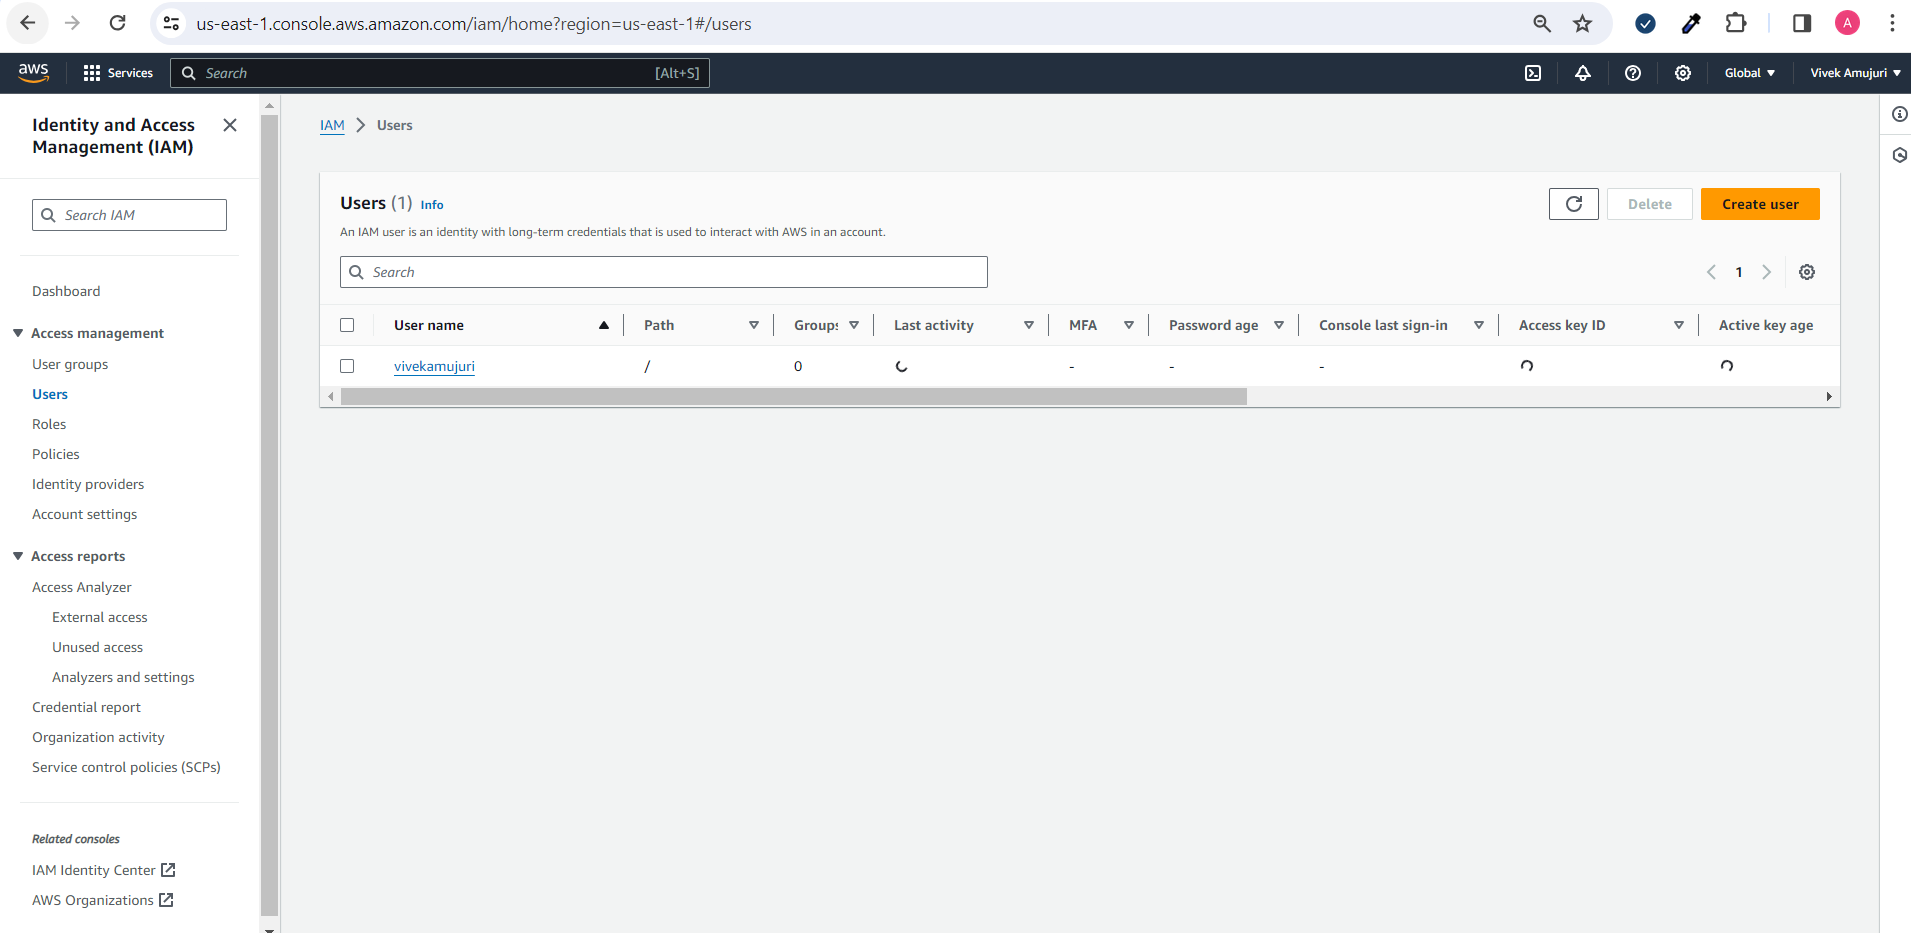 us-east-1.console.aws.amazon.com/iam/home?region=us-east-1#/users
A
aws
Services
Search
[Alt+S]
Global
Vivek Amujuri
Identity and Access
Management (IAM)
Search IAM
Dashboard
Access management
User groups
Users
Roles
Policies
Identity providers
Account settings
Access reports
Access Analyzer
External access
Unused access
Analyzers and settings
Credential report
Organization activity
Service control policies (SCPs)
Related consoles
IAM Identity Center
AWS Organizations
IAM > Users
Users (1) Info
Delete
Create user
An IAM user is an identity with long-term credentials that is used to interact with AWS in an account.
Search
1
User name Path Groups Last activity MFA Password age Console last sign-in Access key ID Active key age
vivekamujuri / 0 - - -